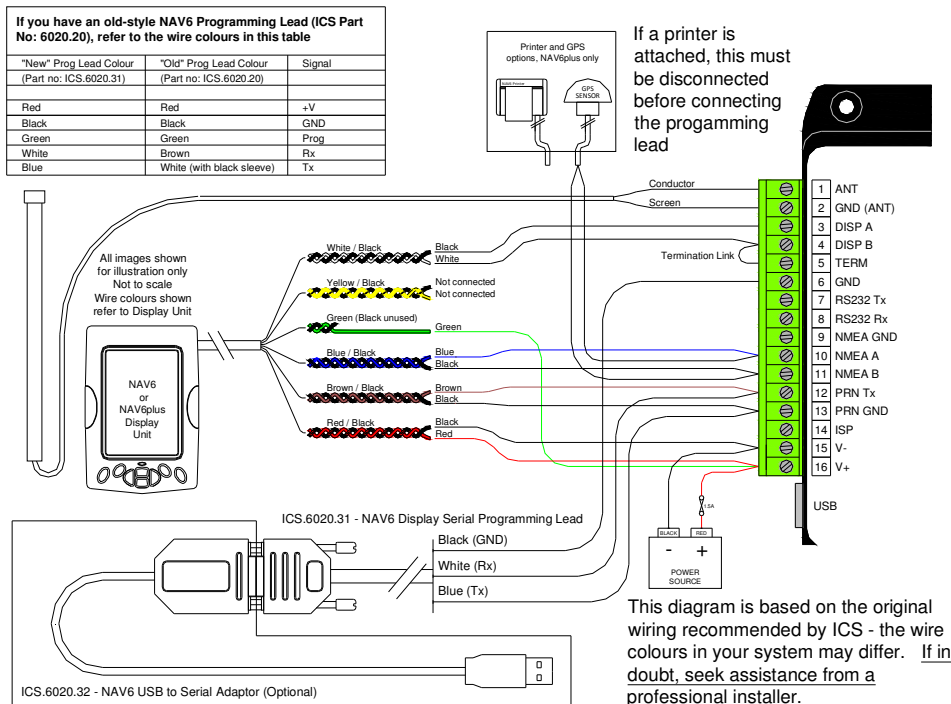 If you have an old-style NAV6 Programming Lead (ICS Part
No: 6020.20), refer to the wire colours in this table
"New" Prog Lead Colour "Old" Prog Lead Colour Signal
(Part no: ICS.6020.31) (Part no: ICS.6020.20)
Red Red +V
Black Black GND
Green Green Prog
White Brown Rx
Blue White (with black sleeve) Tx
Printer and GPS
options, NAV6plus only
GPS
SENSOR
If a printer is
attached, this must
be disconnected
before connecting
the progamming
lead
Conductor
Screen
1 ANT
2 GND (ANT)
3 DISP A
4 DISP B
5 TERM
6 GND
7 RS232 Tx
8 RS232 Rx
9 NMEA GND
10 NMEA A
11 NMEA B
12 PRN Tx
13 PRN GND
14 ISP
15 V-
16 V+
USB
Termination Link
All images shown
for illustration only
Not to scale
Wire colours shown
refer to Display Unit
White / Black
Black
White
Yellow / Black
Not connected
Not connected
Green (Black unused)
Green
Blue / Black
Blue
Black
Brown / Black
Brown
Black
Red / Black
Black
Red
NAV6
or
NAV6plus
Display
Unit
1.5A
BLACK RED
- +
POWER
SOURCE
ICS.6020.31 - NAV6 Display Serial Programming Lead
Black (GND)
White (Rx)
Blue (Tx)
ICS.6020.32 - NAV6 USB to Serial Adaptor (Optional)
This diagram is based on the original
wiring recommended by ICS - the wire
colours in your system may differ. If in
doubt, seek assistance from a
professional installer.